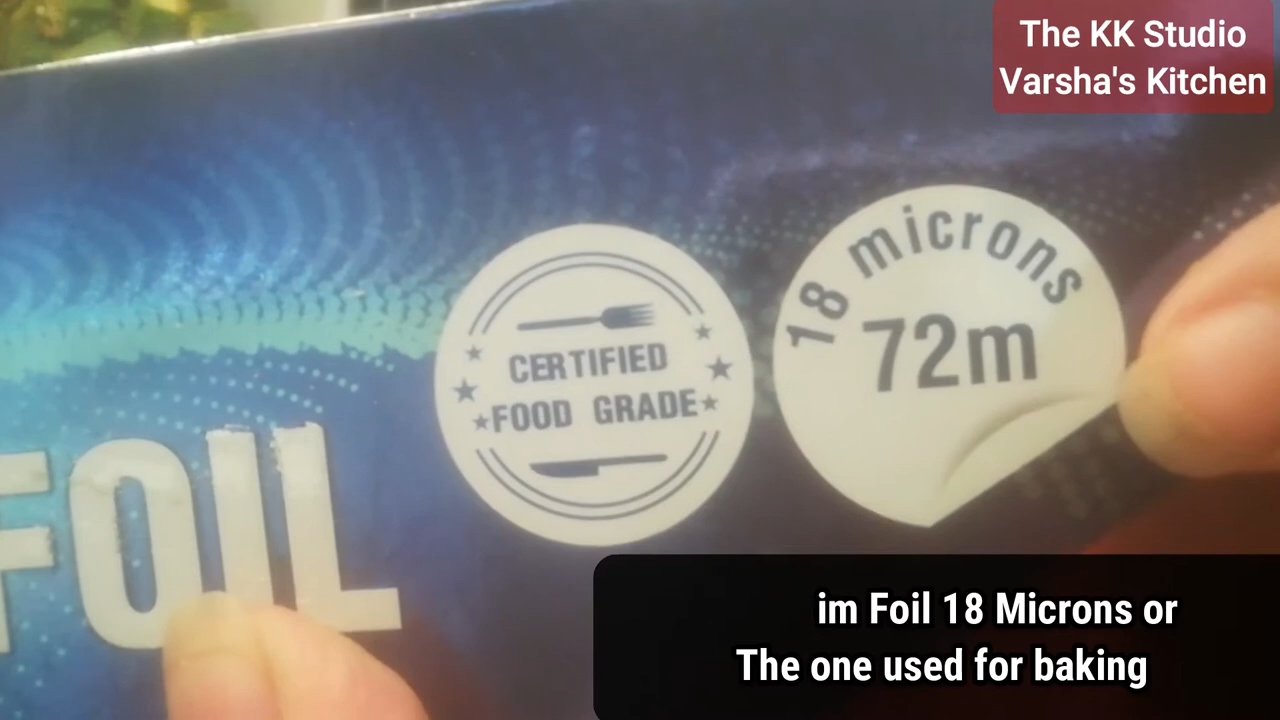 The KK Studio
Varsha's Kitchen
18 microns
72m
CERTIFIED
FOOD GRADE
FOIL
im Foil 18 Microns or
The one used for baking